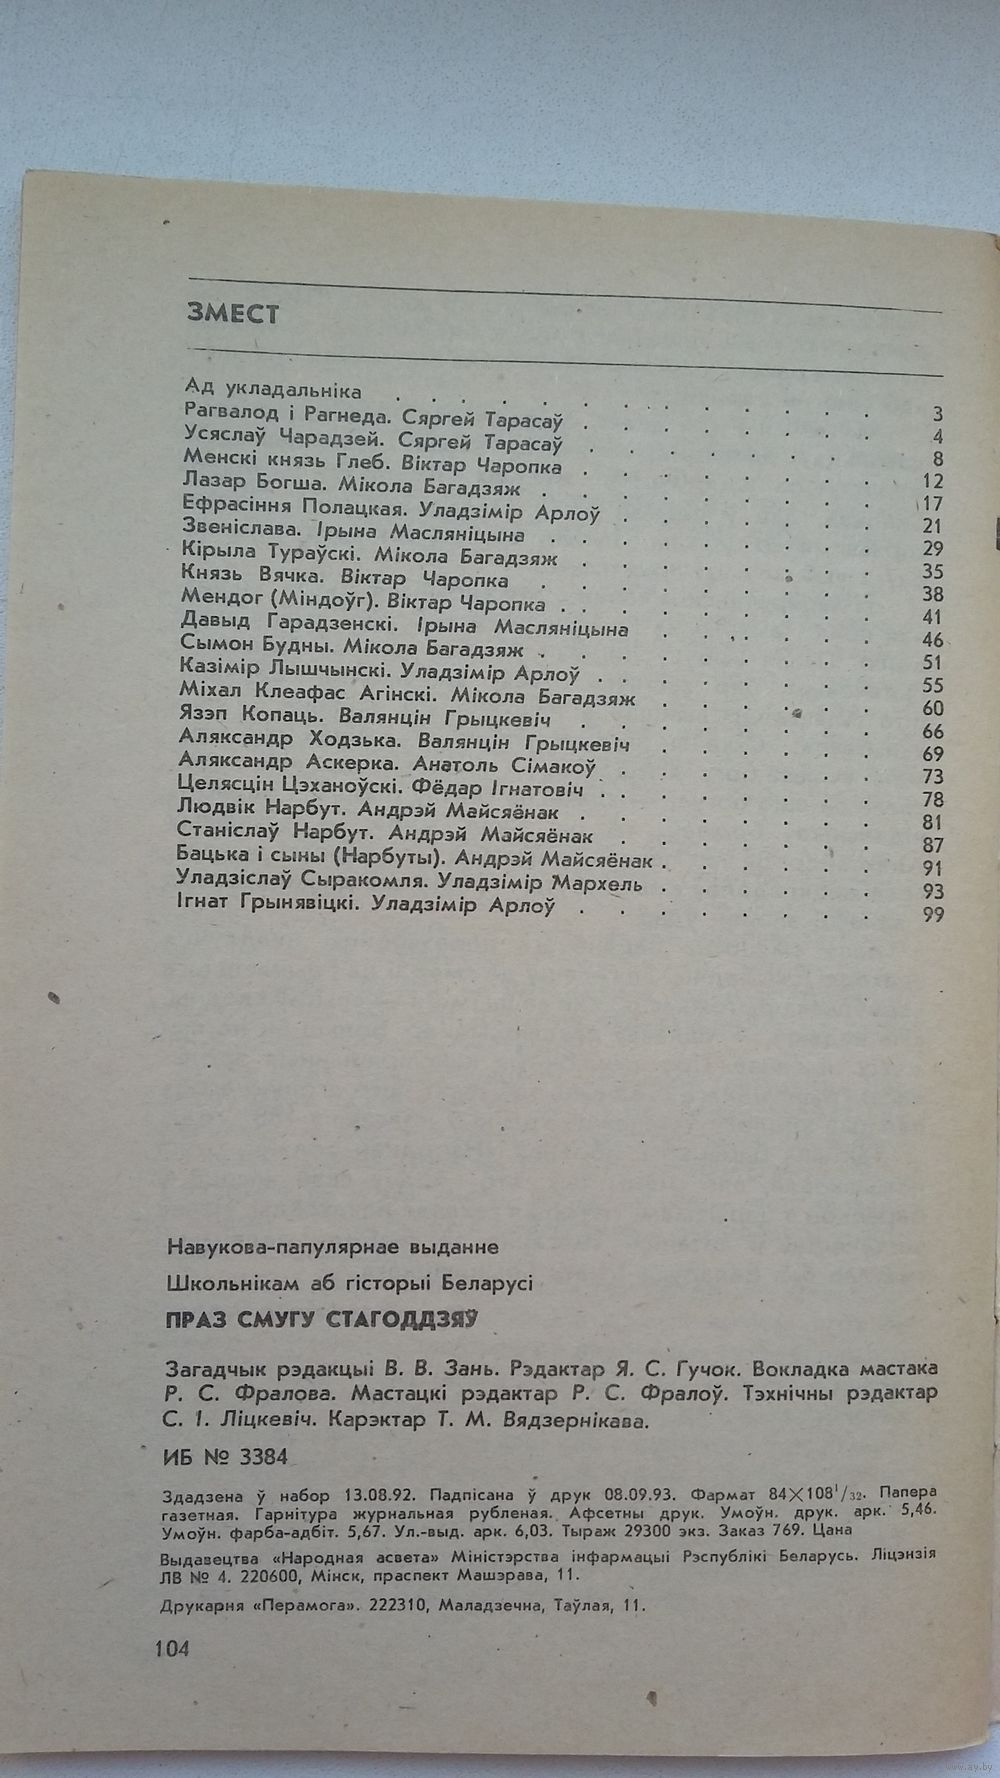 ЗМЕСТ
Ад укладальніка . . . . . . . . . . . . 3
Рагвалод і Рагнеда. Сяргей Тарасаў . . . . . . . . 4
Усяслаў Чарадзей. Сяргей Тарасаў . . . . . . . . 8
Менскі князь Глеб. Віктар Чаропка . . . . . . . . 12
Лазар Богша. Мікола Багадзяж . . . . . . . . . 17
Ефрасіння Полацкая. Уладзімір Арлоў . . . . . . . 21
Звеніслава. Ірына Масляніцына . . . . . . . . . 29
Кірыла Тураўскі. Мікола Багадзяж . . . . . . . . 35
Князь Вячка. Віктар Чаропка . . . . . . . . . 38
Мендог (Міндоўг). Віктар Чаропка . . . . . . . . . 41
Давыд Гарадзенскі. Ірына Масляніцына . . . . . . 46
Сымон Будны. Мікола Багадзяж . . . . . . . . . 51
Казімір Лышчынскі. Уладзімір Арлоў . . . . . . . . 55
Міхал Клеафас Агінскі. Мікола Багадзяж . . . . . . 60
Язэп Копаць. Валянцін Грыцкевіч . . . . . . . . 66
Аляксандр Ходзька. Валянцін Грыцкевіч . . . . . . 69
Аляксандр Аскерка. Анатоль Сімакоў . . . . . . . 73
Целясцін Цэханоўскі. Фёдар Ігнатовіч . . . . . . . . 78
Людвік Нарбут. Андрэй Майсяёнак . . . . . . . . 81
Станіслаў Нарбут. Андрэй Майсяёнак . . . . . . . 87
Бацька і сыны (Нарбуты). Андрэй Майсяёнак . . . . . . 91
Уладзіслаў Сыракомля. Уладзімір Мархель . . . . . . 93
Ігнат Грынявіцкі. Уладзімір Арлоў . . . . . . . . 99
Навукова-папулярнае выданне
Школьнікам аб гісторыі Беларусі
ПРАЗ СМУГУ СТАГОДДЗЯЎ
Загадчык рэдакцыі В. В. Зань. Рэдактар Я. С. Гучок. Вокладка мастака
Р. С. Фралова. Мастацкі рэдактар Р. С. Фралоў. Тэхнічны рэдактар
С. І. Ліцкевіч. Карэктар Т. М. Вядзернікава.
ИБ № 3384
Здадзена ў набор 13.08.92. Падпісана ў друк 08.09.93. Фармат 84×108¹/₃₂. Папера
газетная. Гарнітура журнальная рубленая. Афсетны друк. Умоўн. друк. арк. 5,46.
Умоўн. фарба-адбіт. 5,67. Ул.-выд. арк. 6,03. Тыраж 29300 экз. Заказ 769. Цана
Выдавецтва «Народная асвета» Міністэрства інфармацыі Рэспублікі Беларусь. Ліцэнзія
ЛВ № 4. 220600, Мінск, праспект Машэрава, 11.
Друкарня «Перамога». 222310, Маладзечна, Таўлая, 11.
104
www.ay.by